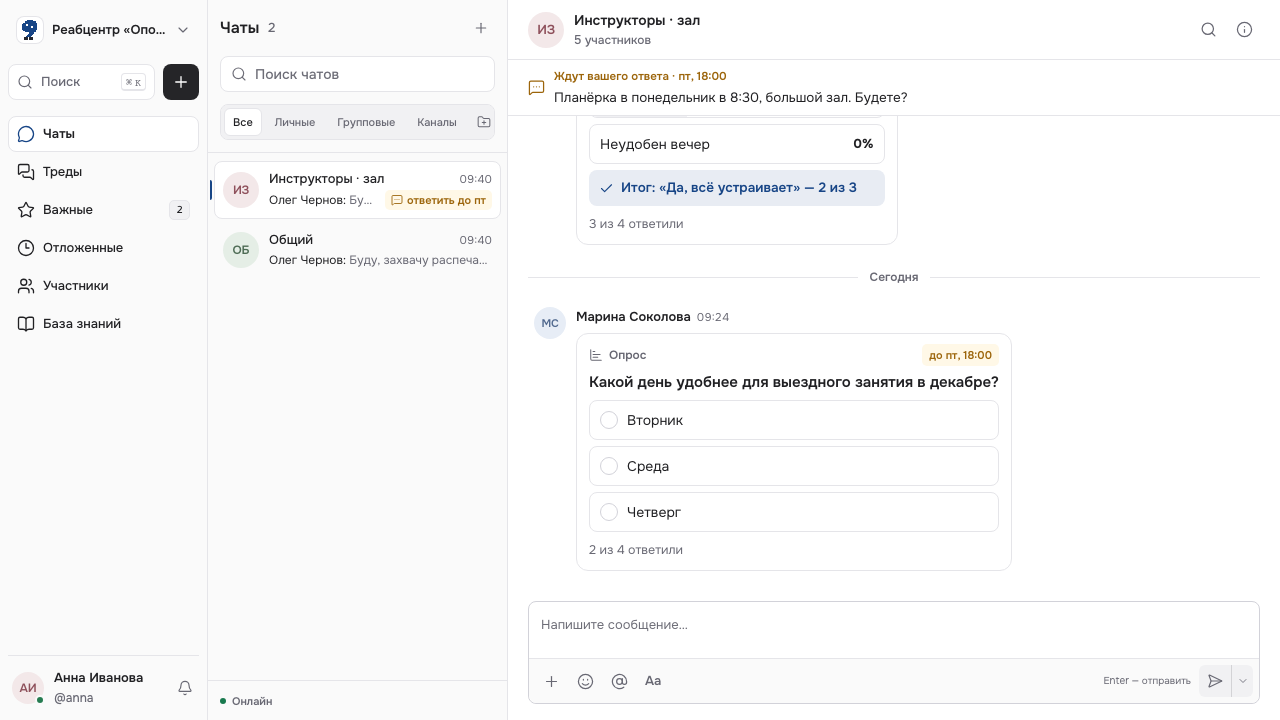 Реабцентр «Опо...
Поиск
⌘ K
Чаты
Треды
Важные
2
Отложенные
Участники
База знаний
АИ
Анна Иванова
@anna
Чаты 2
Поиск чатов
Все
Личные
Групповые
Каналы
ИЗ
Инструкторы · зал
09:40
Олег Чернов: Бу...
ответить до пт
ОБ
Общий
09:40
Олег Чернов: Буду, захвачу распеча...
Онлайн
ИЗ
Инструкторы · зал
5 участников
Ждут вашего ответа · пт, 18:00
Планёрка в понедельник в 8:30, большой зал. Будете?
Неудобен вечер
0%
Итог: «Да, всё устраивает» — 2 из 3
3 из 4 ответили
Сегодня
МС
Марина Соколова 09:24
Опрос
до пт, 18:00
Какой день удобнее для выездного занятия в декабре?
Вторник
Среда
Четверг
2 из 4 ответили
Напишите сообщение...
Aa
Enter — отправить